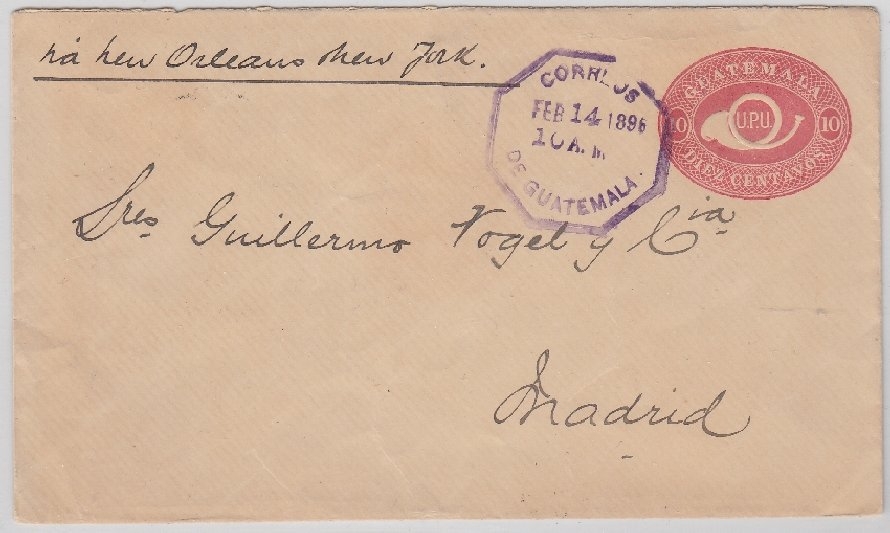 via New Orleans New York.
CORREOS
FEB 14 1896
10 A. M
DE GUATEMALA.
GUATEMALA
10 U.P.U. 10
DIEZ CENTAVOS
Sres Guillermo Vogel y Cia
Madrid